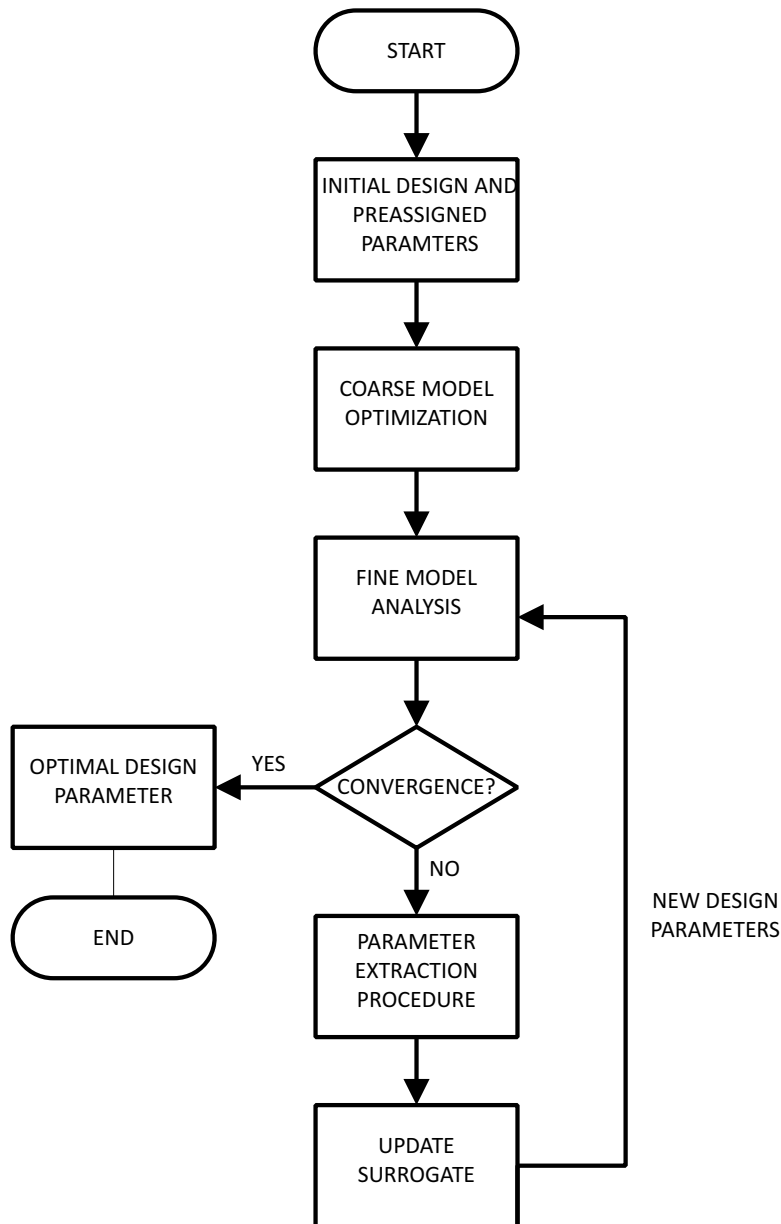 START
INITIAL DESIGN AND
PREASSIGNED
PARAMTERS
COARSE MODEL
OPTIMIZATION
FINE MODEL
ANALYSIS
OPTIMAL DESIGN
PARAMETER
YES
CONVERGENCE?
NO
END
PARAMETER
EXTRACTION
PROCEDURE
NEW DESIGN
PARAMETERS
UPDATE
SURROGATE